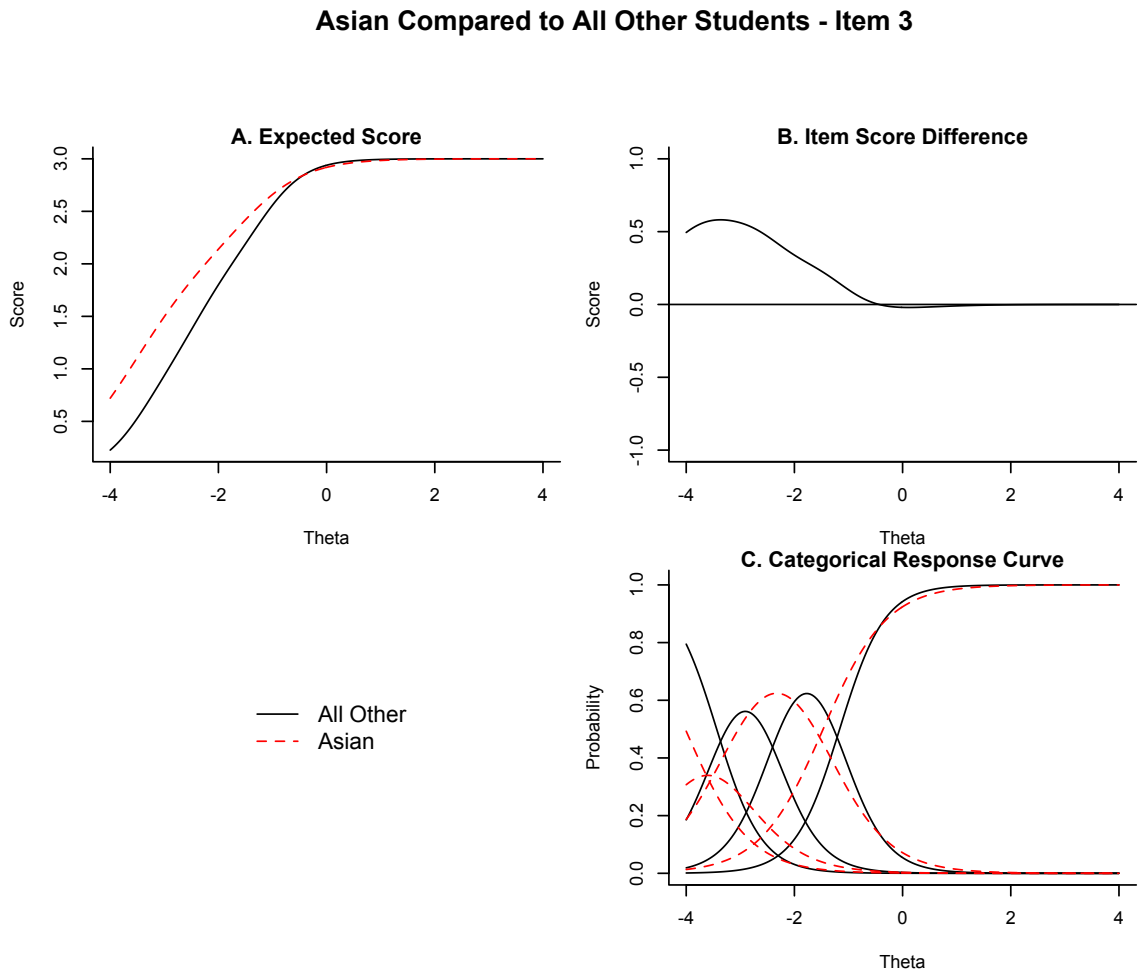 Asian Compared to All Other Students - Item 3
A. Expected Score
Score
0.5 1.0 1.5 2.0 2.5 3.0
-4 -2 0 2 4
Theta
B. Item Score Difference
Score
-1.0 -0.5 0.0 0.5 1.0
-4 -2 0 2 4
Theta
All Other
Asian
C. Categorical Response Curve
Probability
0.0 0.2 0.4 0.6 0.8 1.0
-4 -2 0 2 4
Theta